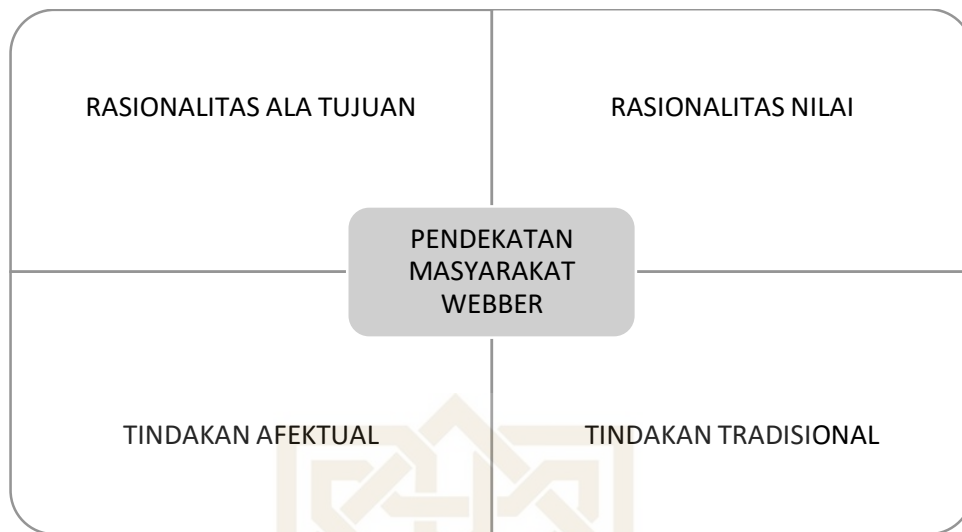 RASIONALITAS ALA TUJUAN
RASIONALITAS NILAI
PENDEKATAN
MASYARAKAT
WEBBER
TINDAKAN AFEKTUAL
TINDAKAN TRADISIONAL